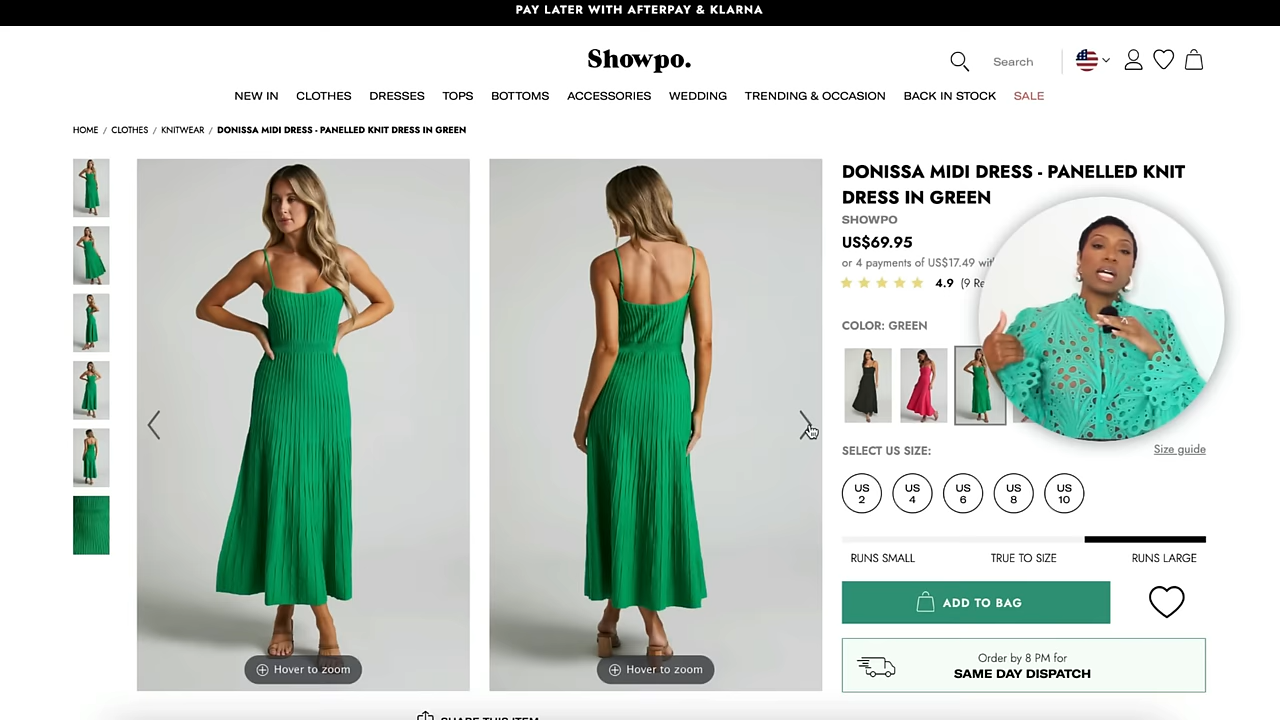 PAY LATER WITH AFTERPAY & KLARNA
Showpo.
Search
NEW IN CLOTHES DRESSES TOPS BOTTOMS ACCESSORIES WEDDING TRENDING & OCCASION BACK IN STOCK SALE
HOME / CLOTHES / KNITWEAR / DONISSA MIDI DRESS - PANELLED KNIT DRESS IN GREEN
DONISSA MIDI DRESS - PANELLED KNIT
DRESS IN GREEN
SHOWPO
US$69.95
or 4 payments of US$17.49
4.9 (9
COLOR: GREEN
SELECT US SIZE:
Size guide
US 2
US 4
US 6
US 8
US 10
RUNS SMALL TRUE TO SIZE RUNS LARGE
ADD TO BAG
Order by 8 PM for
SAME DAY DISPATCH
Hover to zoom
Hover to zoom
SHARE THIS ITEM